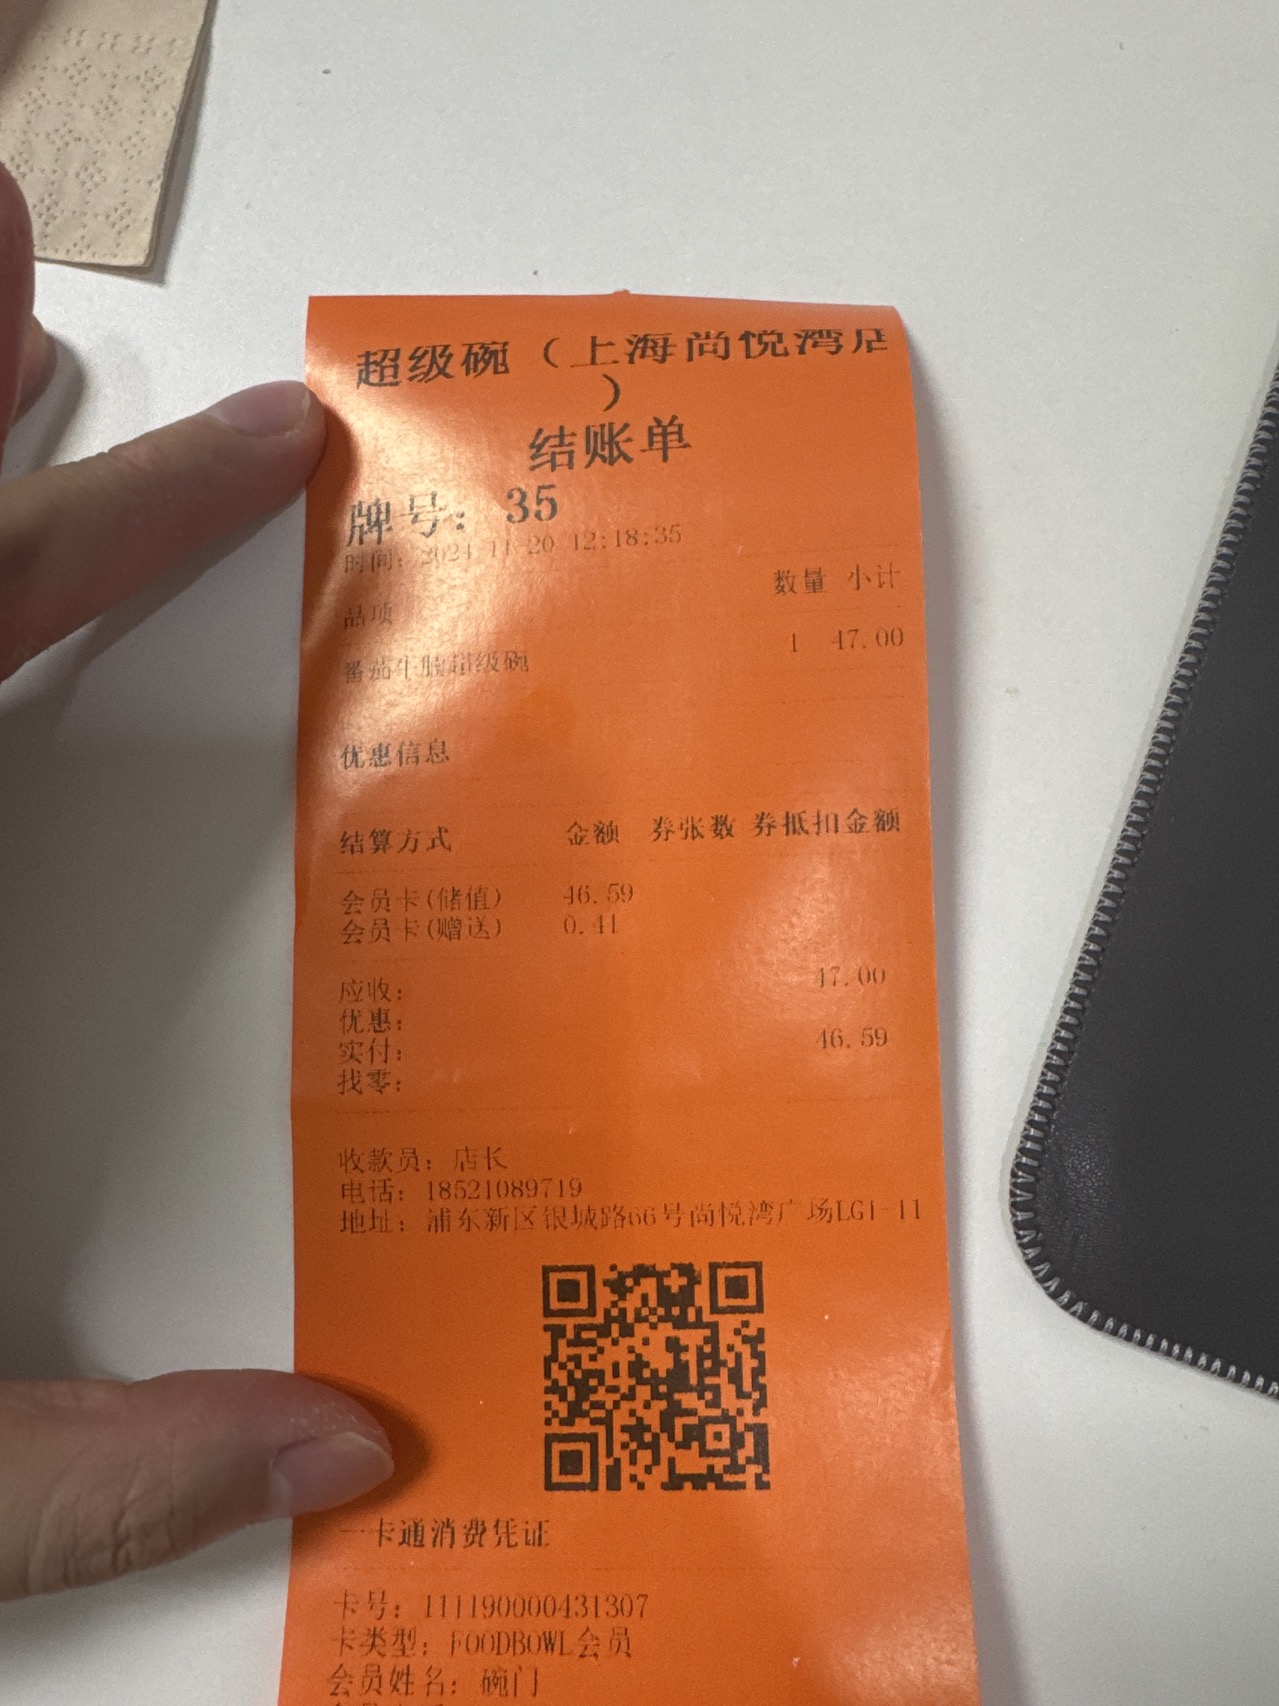 超级碗（上海尚悦湾店
）
结账单
牌号：35
时间：2024-11-20 12:18:35
品项 数量 小计
番茄牛腩超级碗 1 47.00
优惠信息
结算方式 金额 券张数 券抵扣金额
会员卡(储值) 46.59
会员卡(赠送) 0.41
应收： 47.00
优惠：
实付： 46.59
找零：
收款员：店长
电话：18521089719
地址：浦东新区银城路66号尚悦湾广场LG1-11
一卡通消费凭证
卡号：1111190000431307
卡类型：FOODBOWL会员
会员姓名：碗门